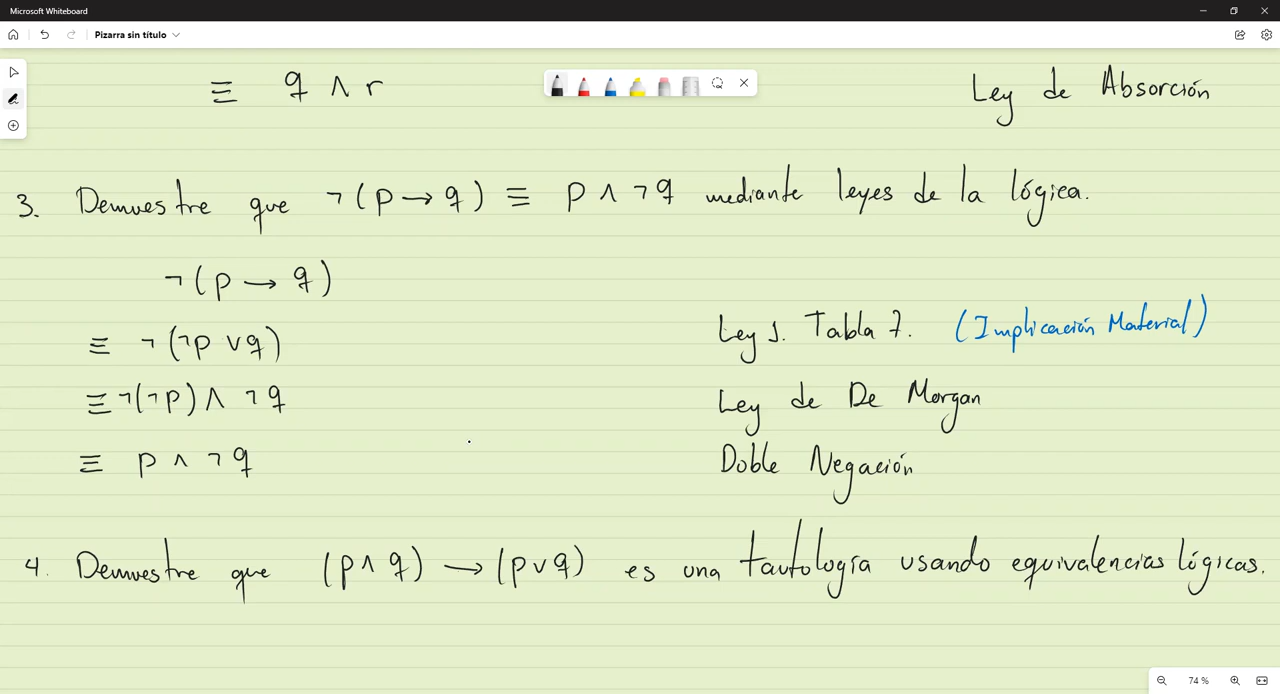 Microsoft Whiteboard
Pizarra sin título
≡ q ∧ r Ley de Absorción
3. Demuestre que ¬(p → q) ≡ p ∧ ¬q mediante leyes de la lógica.
¬(p → q)
≡ ¬(¬p ∨ q) Ley 1. Tabla 7. (Implicación Material)
≡ ¬(¬p) ∧ ¬q Ley de De Morgan
≡ p ∧ ¬q Doble Negación
4. Demuestre que (p ∧ q) → (p ∨ q) es una tautología usando equivalencias lógicas.
74 %